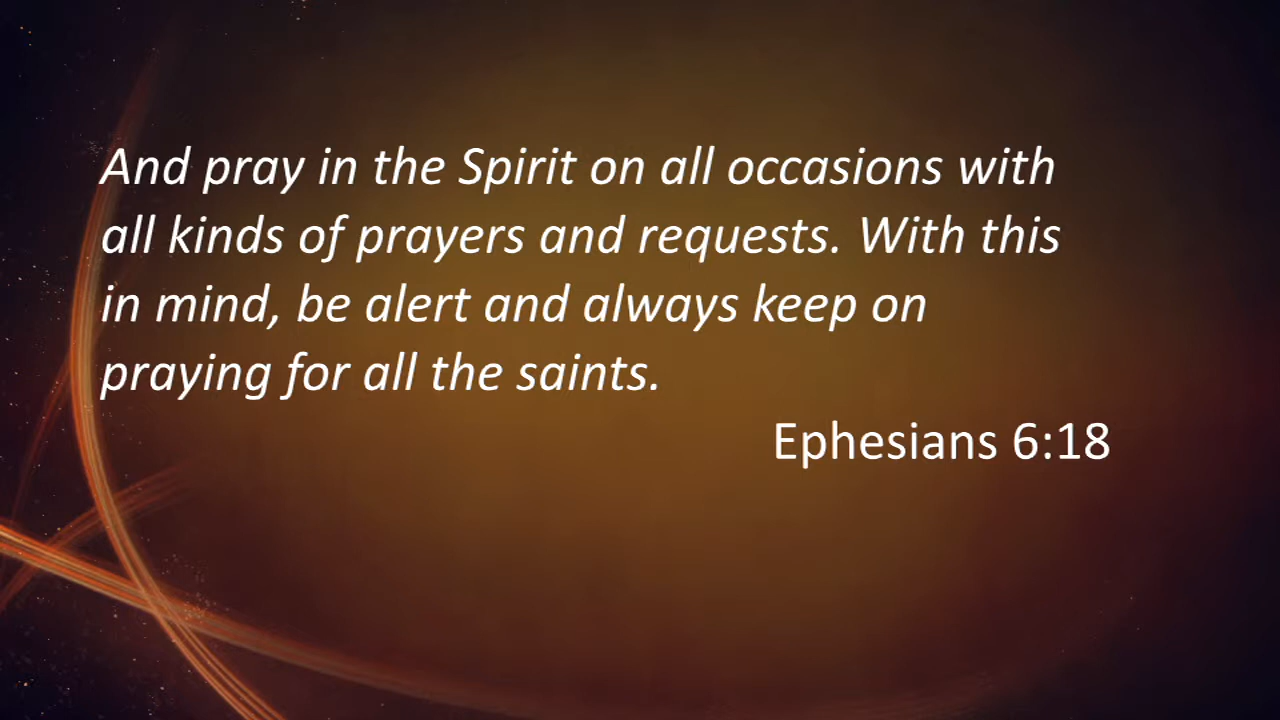 And pray in the Spirit on all occasions with
all kinds of prayers and requests. With this
in mind, be alert and always keep on
praying for all the saints.
Ephesians 6:18